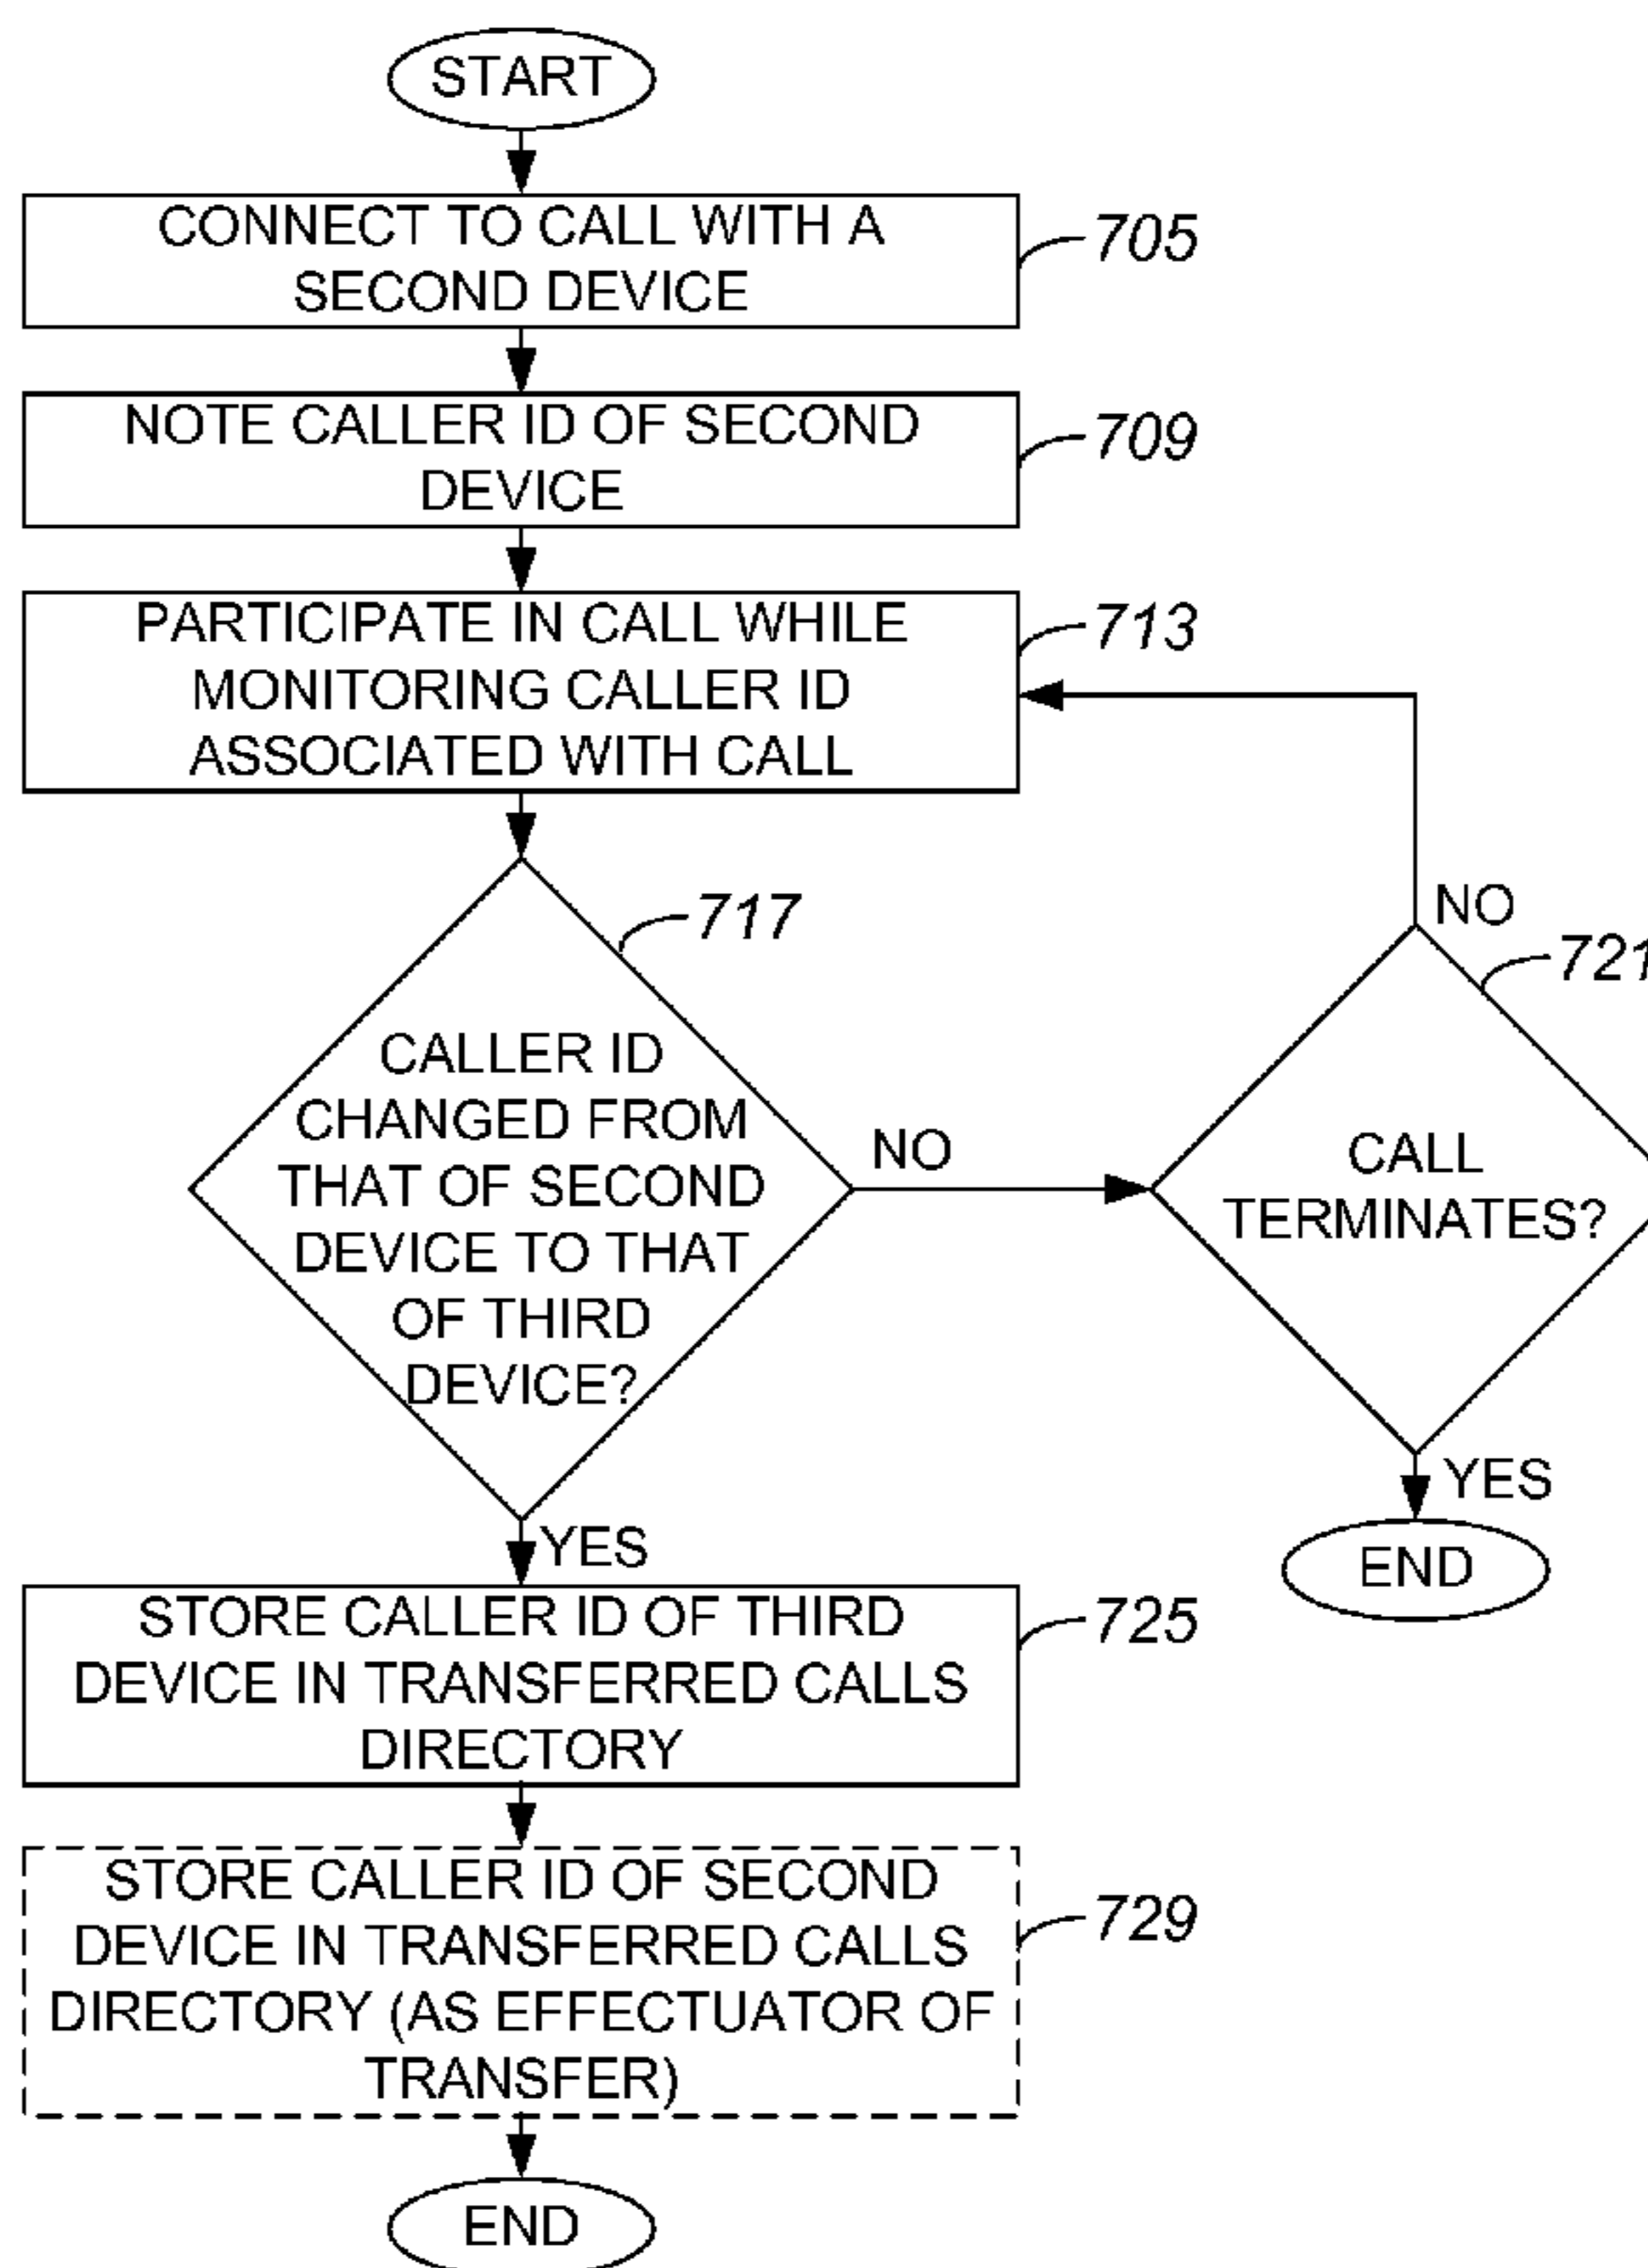 START
CONNECT TO CALL WITH A
SECOND DEVICE
705
NOTE CALLER ID OF SECOND
DEVICE
709
PARTICIPATE IN CALL WHILE
MONITORING CALLER ID
ASSOCIATED WITH CALL
713
717
CALLER ID
CHANGED FROM
THAT OF SECOND
DEVICE TO THAT
OF THIRD
DEVICE?
NO
YES
NO
721
CALL
TERMINATES?
YES
END
STORE CALLER ID OF THIRD
DEVICE IN TRANSFERRED CALLS
DIRECTORY
725
STORE CALLER ID OF SECOND
DEVICE IN TRANSFERRED CALLS
DIRECTORY (AS EFFECTUATOR OF
TRANSFER)
729
END